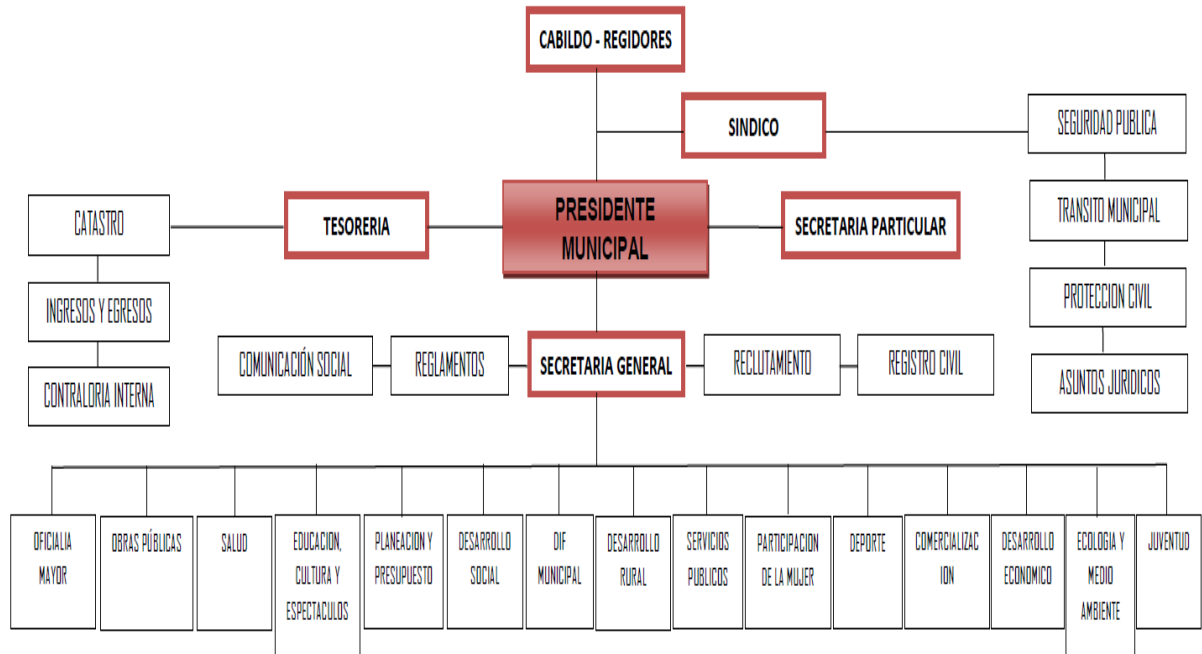 CABILDO - REGIDORES
SINDICO
SEGURIDAD PUBLICA
CATASTRO
TESORERIA
PRESIDENTE
MUNICIPAL
SECRETARIA PARTICULAR
TRANSITO MUNICIPAL
INGRESOS Y EGRESOS
PROTECCION CIVIL
COMUNICACIÓN SOCIAL
REGLAMENTOS
SECRETARIA GENERAL
RECLUTAMIENTO
REGISTRO CIVIL
CONTRALORIA INTERNA
ASUNTOS JURIDICOS
OFICIALIA
MAYOR
OBRAS PÚBLICAS
SALUD
EDUCACION,
CULTURA Y
ESPECTACULOS
PLANEACION Y
PRESUPUESTO
DESARROLLO
SOCIAL
DIF
MUNICIPAL
DESARROLLO
RURAL
SERVICIOS
PUBLICOS
PARTICIPACION
DE LA MUJER
DEPORTE
COMERCIALIZAC
ION
DESARROLLO
ECONOMICO
ECOLOGIA Y
MEDIO
AMBIENTE
JUVENTUD